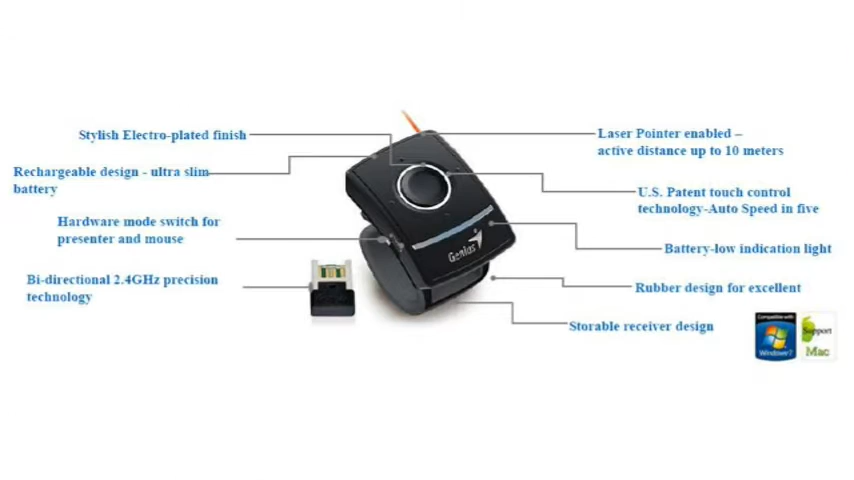 Stylish Electro-plated finish
Rechargeable design - ultra slim
battery
Hardware mode switch for
presenter and mouse
Bi-directional 2.4GHz precision
technology
Laser Pointer enabled –
active distance up to 10 meters
U.S. Patent touch control
technology-Auto Speed in five
Battery-low indication light
Rubber design for excellent
Storable receiver design
Genius
Compatible with
Windows 7
Support
Mac